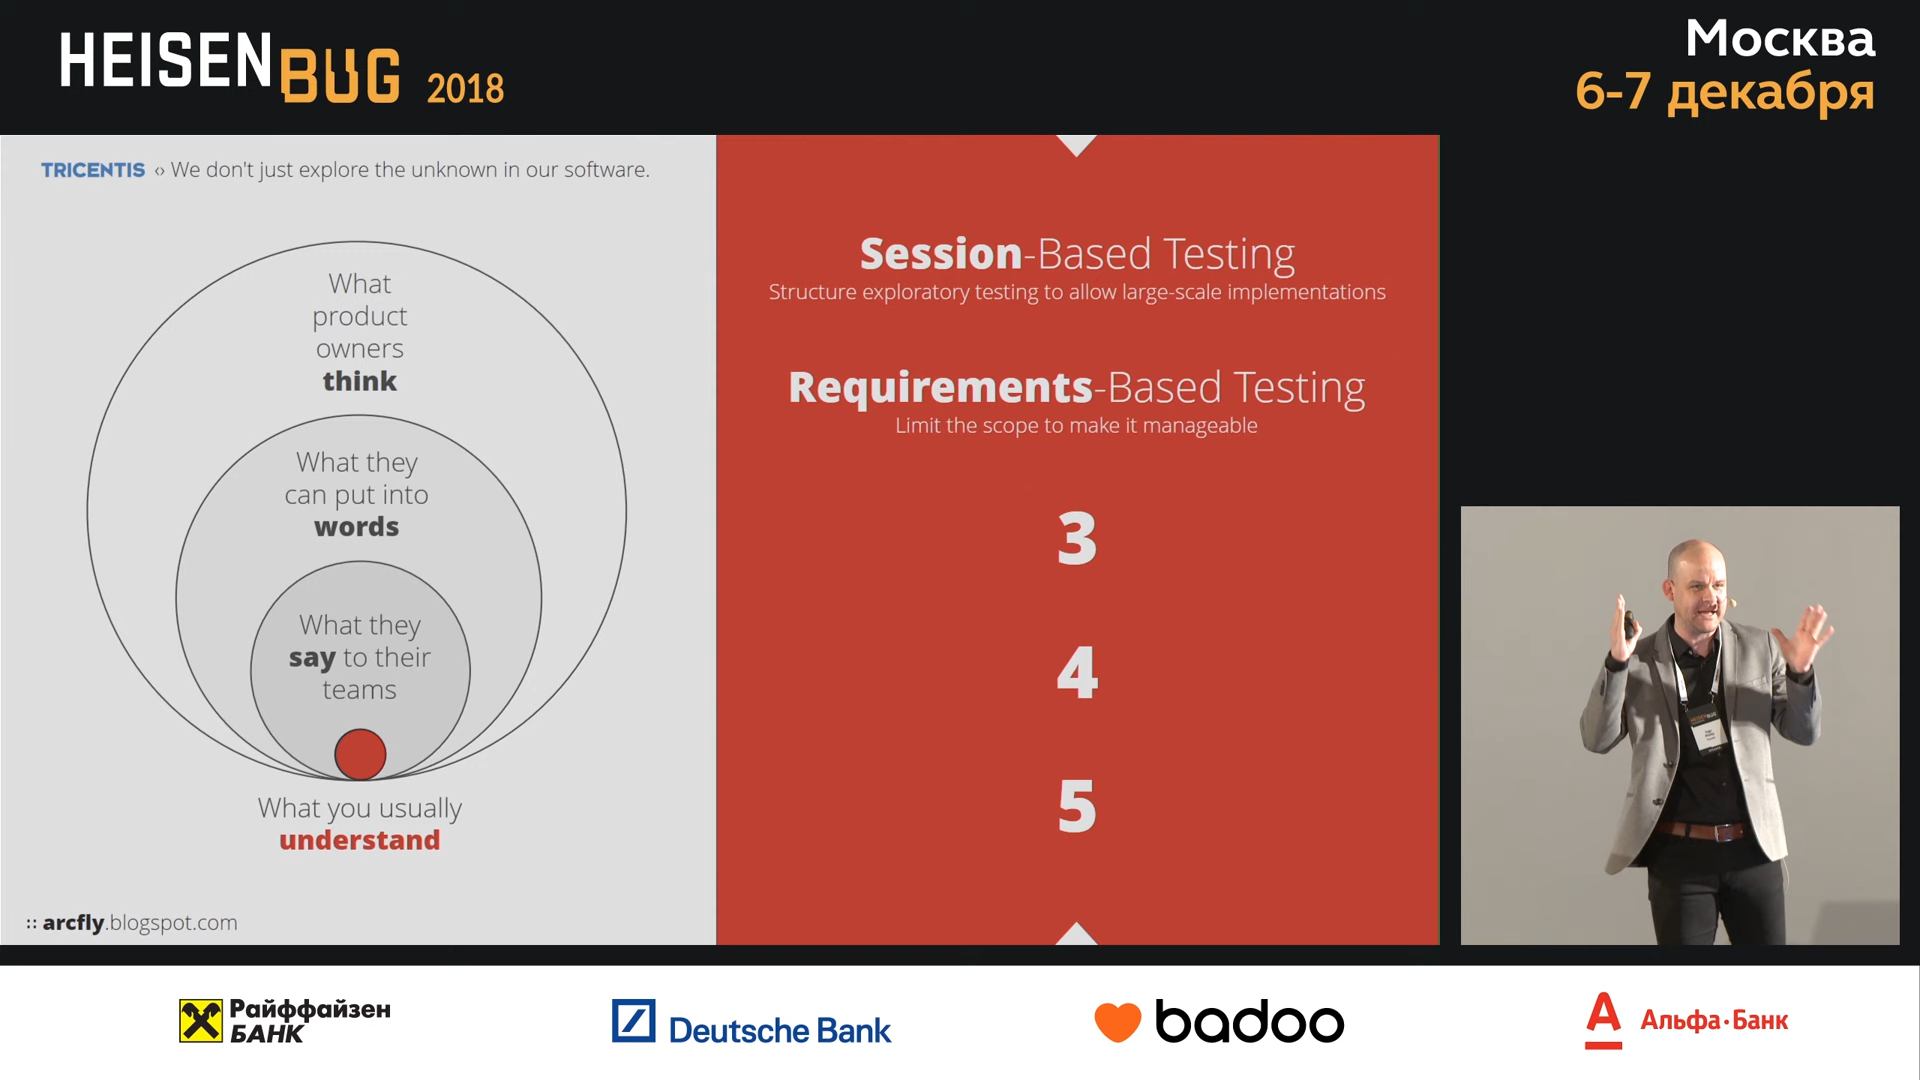 HEISENBUG 2018
Москва
6-7 декабря
TRICENTIS ‹› We don't just explore the unknown in our software.
What
product
owners
think
What they
can put into
words
What they
say to their
teams
What you usually
understand
:: arcfly.blogspot.com
Session-Based Testing
Structure exploratory testing to allow large-scale implementations
Requirements-Based Testing
Limit the scope to make it manageable
3
4
5
HEISENBUG
Райффайзен
БАНК
Deutsche Bank
badoo
Альфа·Банк